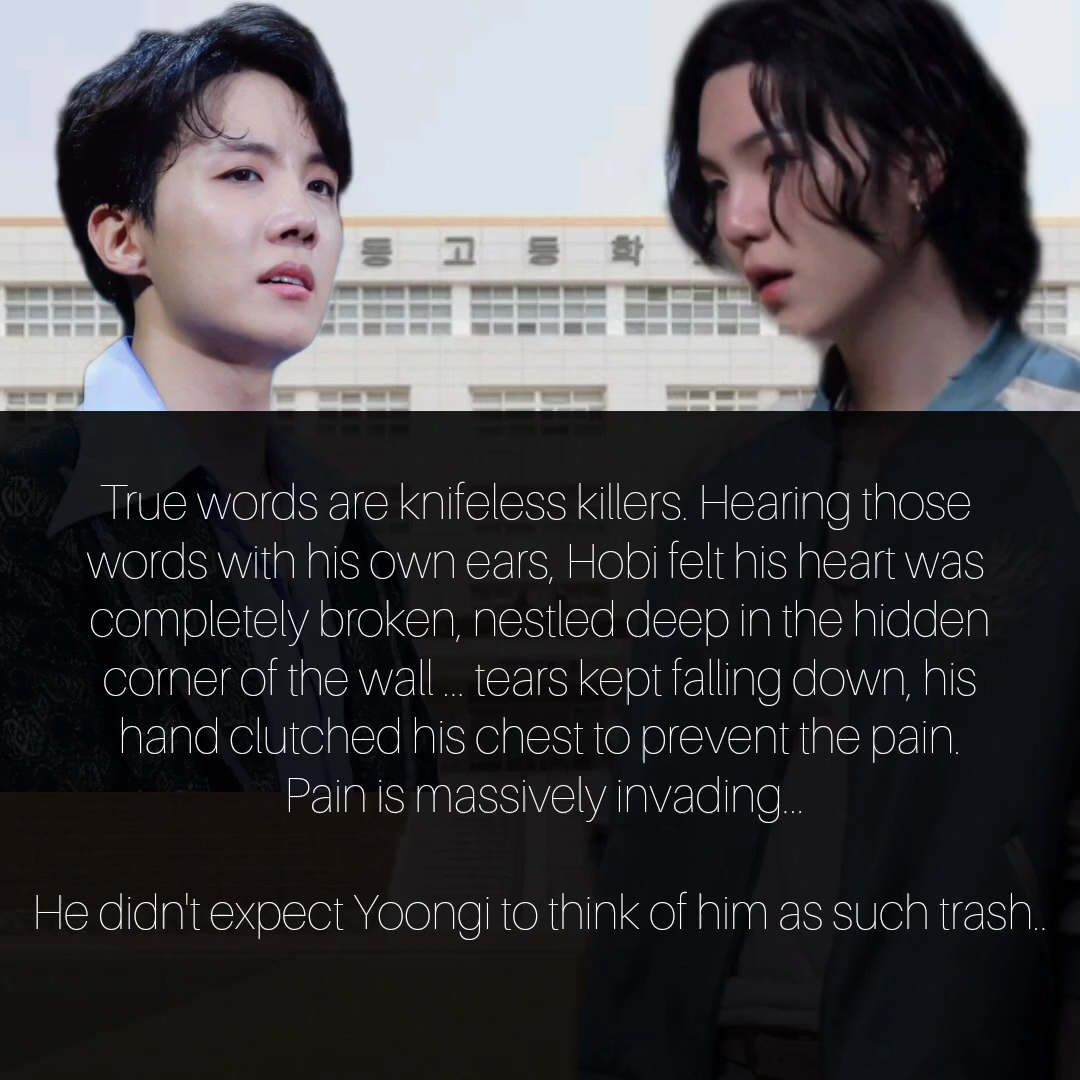 등고등학
True words are knifeless killers. Hearing those
words with his own ears, Hobi felt his heart was
completely broken, nestled deep in the hidden
corner of the wall ... tears kept falling down, his
hand clutched his chest to prevent the pain.
Pain is massively invading...
He didn't expect Yoongi to think of him as such trash..